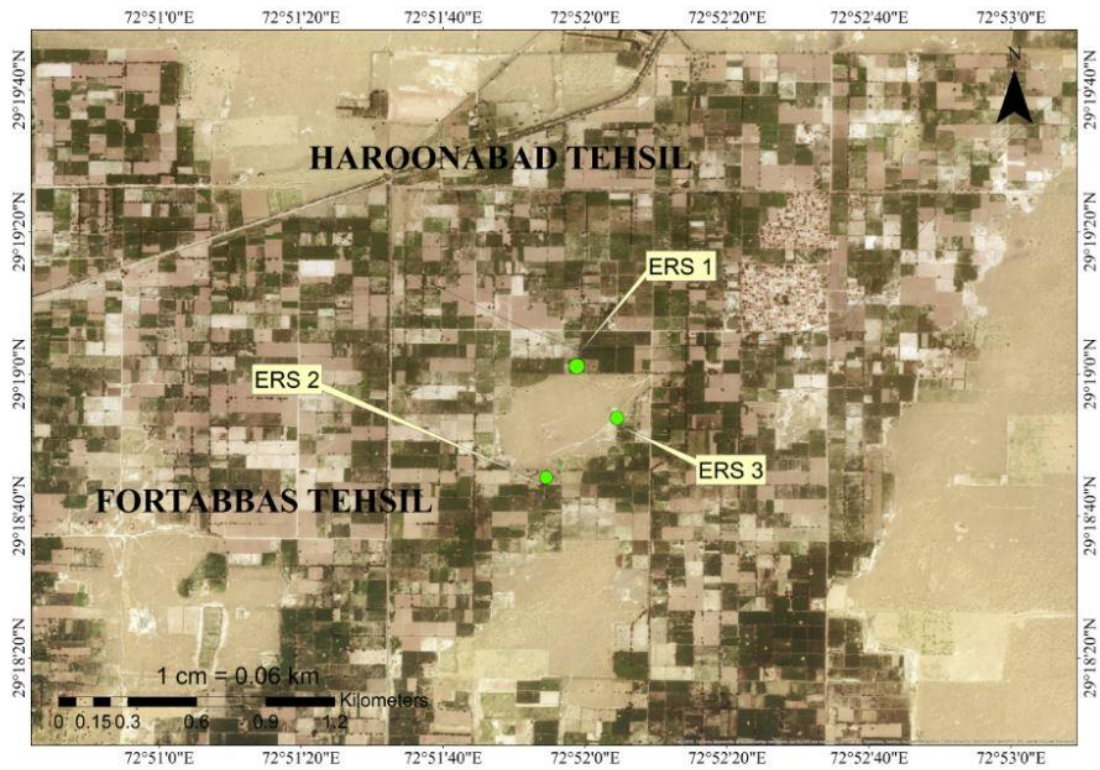 72°51'0"E 72°51'20"E 72°51'40"E 72°52'0"E 72°52'20"E 72°52'40"E 72°53'0"E
29°19'40"N
29°19'40"N
N
HAROONABAD TEHSIL
29°19'20"N
29°19'20"N
ERS 1
29°19'0"N
29°19'0"N
ERS 2
ERS 3
FORTABBAS TEHSIL
29°18'40"N
29°18'40"N
29°18'20"N
29°18'20"N
1 cm = 0.06 km
Kilometers
0 0.15 0.3 0.6 0.9 1.2
72°51'0"E 72°51'20"E 72°51'40"E 72°52'0"E 72°52'20"E 72°52'40"E 72°53'0"E